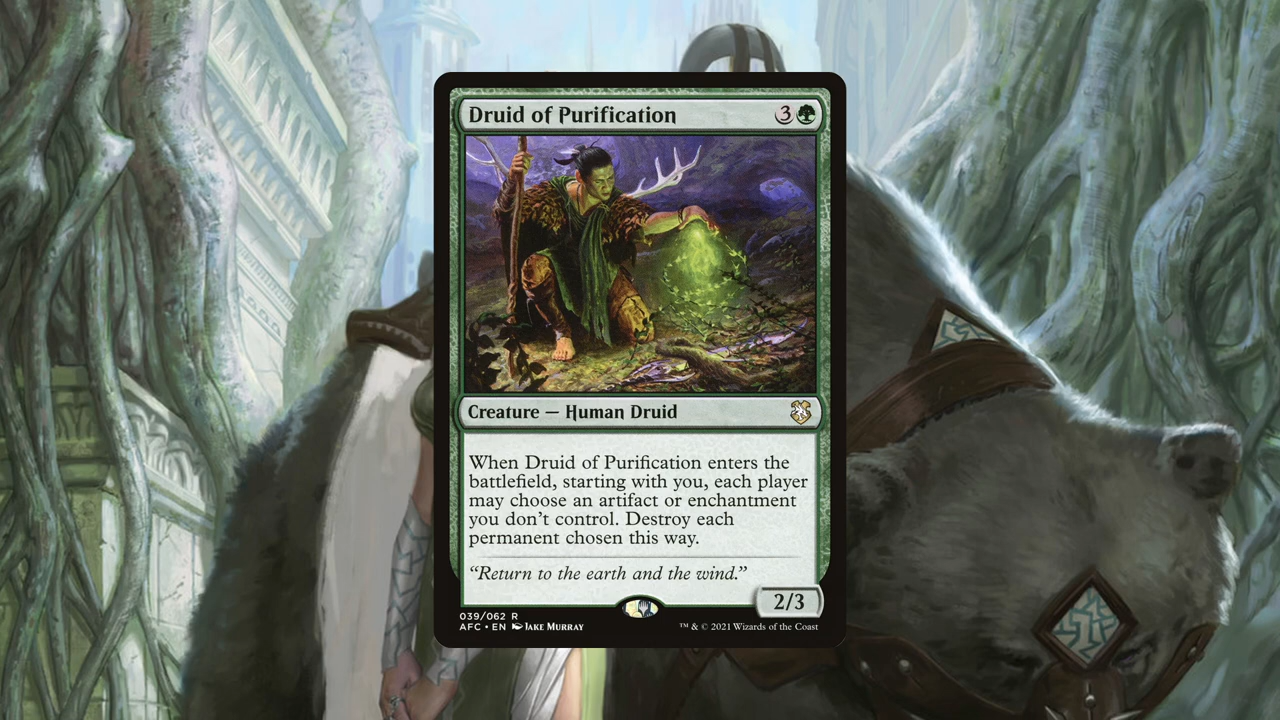 Druid of Purification 3
Creature — Human Druid
When Druid of Purification enters the
battlefield, starting with you, each player
may choose an artifact or enchantment
you don't control. Destroy each
permanent chosen this way.
“Return to the earth and the wind.”
2/3
039/062 R
AFC • EN Jake Murray
™ & © 2021 Wizards of the Coast